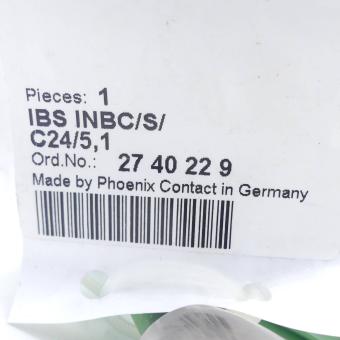 Pieces: 1
IBS INBC/S/
C24/5,1
Ord.No.: 27 40 22 9
Made by Phoenix Contact in Germany